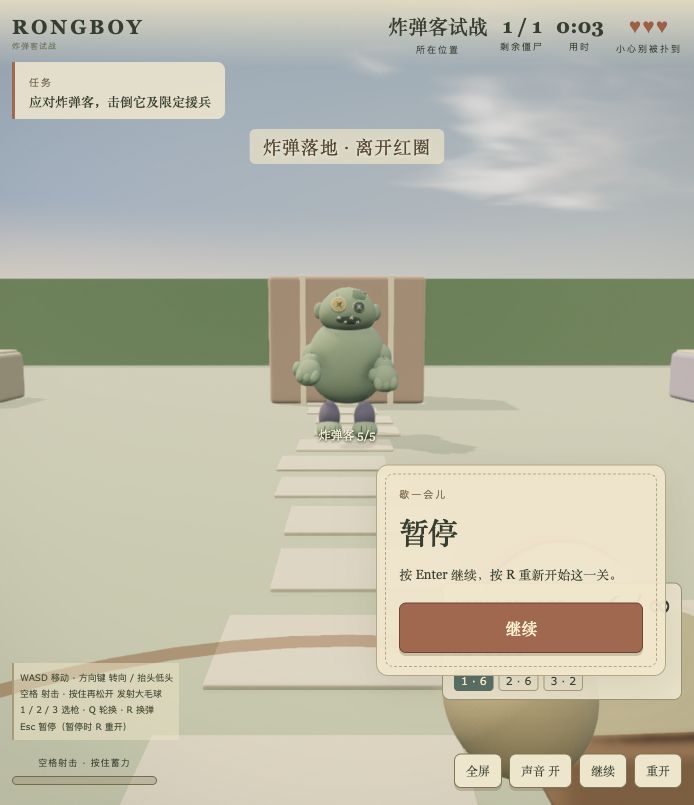 RONGBOY
炸弹客试战
炸弹客试战
所在位置
1 / 1
剩余僵尸
0:03
用时
♥♥♥
小心别被扑到
任务
应对炸弹客，击倒它及限定援兵
炸弹落地 · 离开红圈
炸弹客 5/5
歇一会儿
暂停
按 Enter 继续，按 R 重新开始这一关。
继续
1 · 6
2 · 6
3 · 2
WASD 移动 · 方向键 转向 / 抬头低头
空格 射击 · 按住再松开 发射大毛球
1 / 2 / 3 选枪 · Q 轮换 · R 换弹
Esc 暂停（暂停时 R 重开）
空格射击 · 按住蓄力
全屏
声音 开
继续
重开